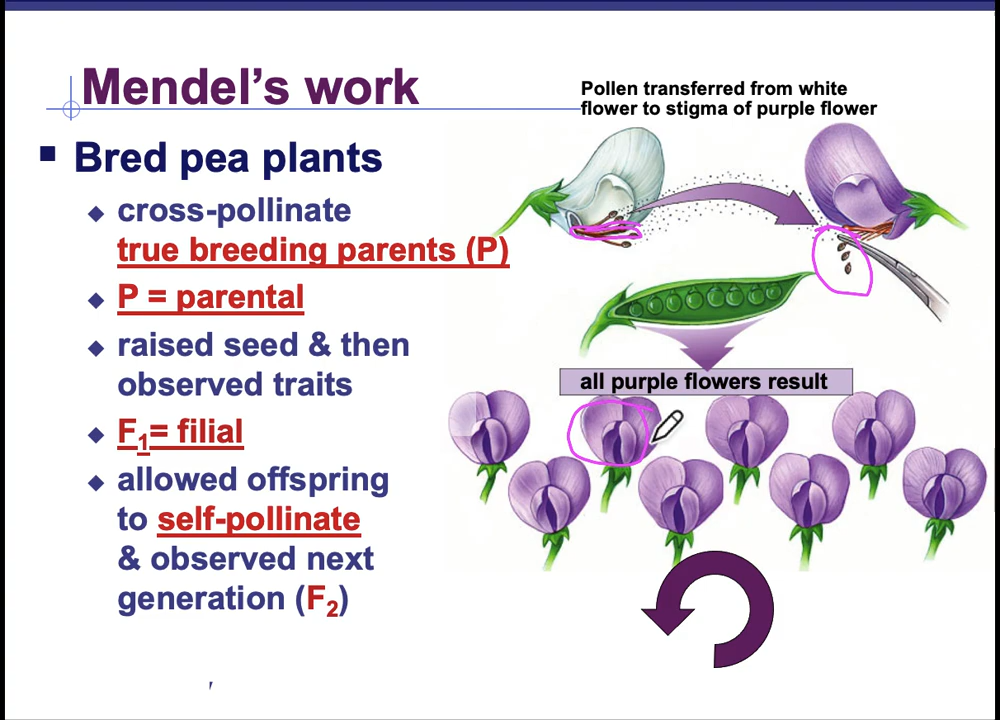 Mendel's work
Pollen transferred from white
flower to stigma of purple flower
Bred pea plants
cross-pollinate
true breeding parents (P)
P = parental
raised seed & then
observed traits
F₁= filial
allowed offspring
to self-pollinate
& observed next
generation (F₂)
all purple flowers result